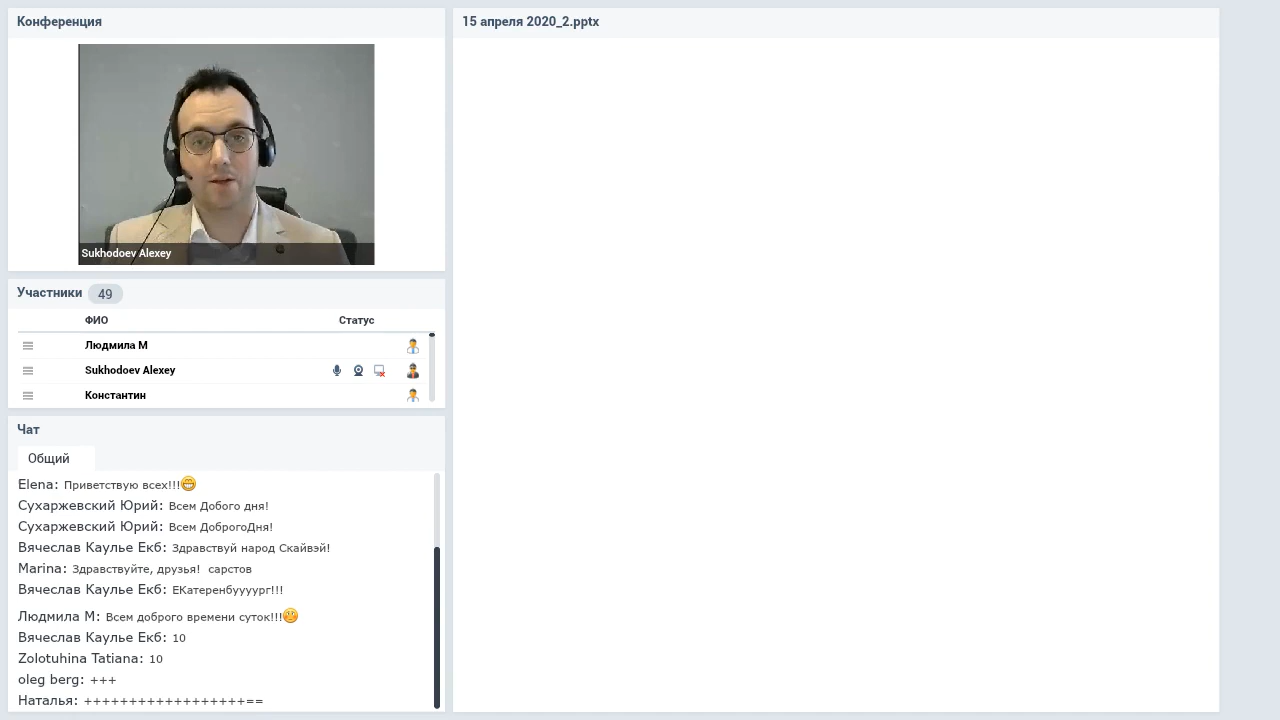 Конференция
Sukhodoev Alexey
Участники 49
ФИО Статус
Людмила М
Sukhodoev Alexey
Константин
Чат
Общий
Elena: Приветствую всех!!!
Сухаржевский Юрий: Всем Добого дня!
Сухаржевский Юрий: Всем ДоброгоДня!
Вячеслав Каулье Екб: Здравствуй народ Скайвэй!
Marina: Здравствуйте, друзья!  сарстов
Вячеслав Каулье Екб: ЕКатеренбуууург!!!
Людмила М: Всем доброго времени суток!!!
Вячеслав Каулье Екб: 10
Zolotuhina Tatiana: 10
oleg berg: +++
Наталья: ++++++++++++++++++==
15 апреля 2020_2.pptx